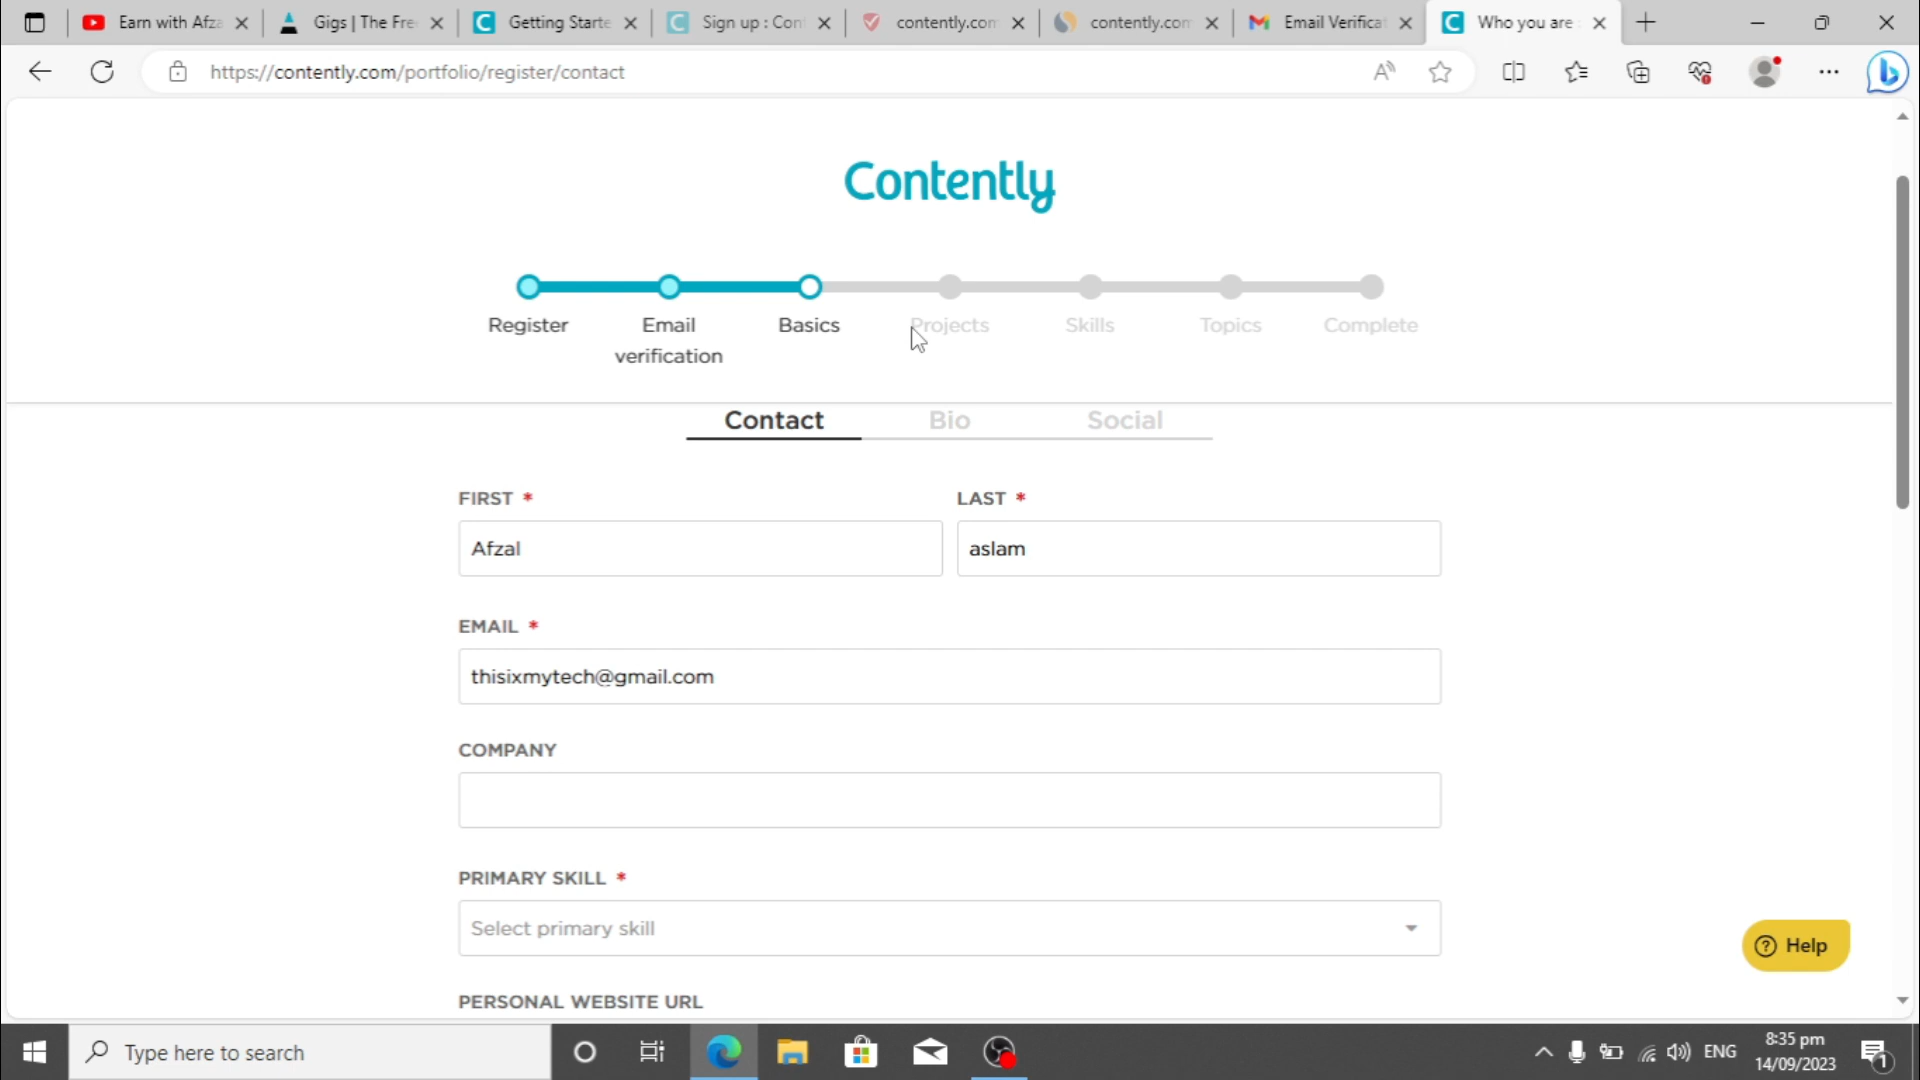 Earn with Afza
Gigs | The Fre
Getting Starte
Sign up : Con
contently.com
contently.com
Email Verificat
Who you are :
https://contently.com/portfolio/register/contact
Contently
Register
Email verification
Basics
Projects
Skills
Topics
Complete
Contact
Bio
Social
FIRST *
LAST *
Afzal
aslam
EMAIL *
thisixmytech@gmail.com
COMPANY
PRIMARY SKILL *
Select primary skill
Help
PERSONAL WEBSITE URL
Type here to search
ENG
8:35 pm
14/09/2023
1